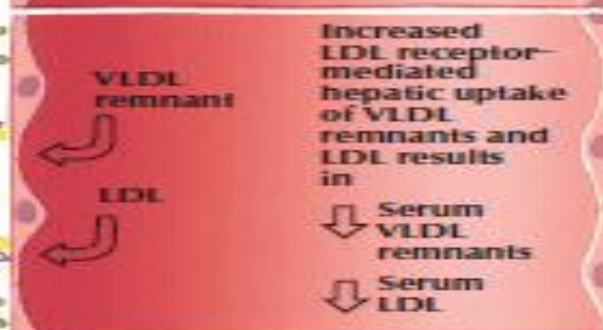 VLDL
remnant
LDL
Increased
LDL receptor–
mediated
hepatic uptake
of VLDL
remnants and
LDL results
in
Serum
VLDL
remnants
Serum
LDL